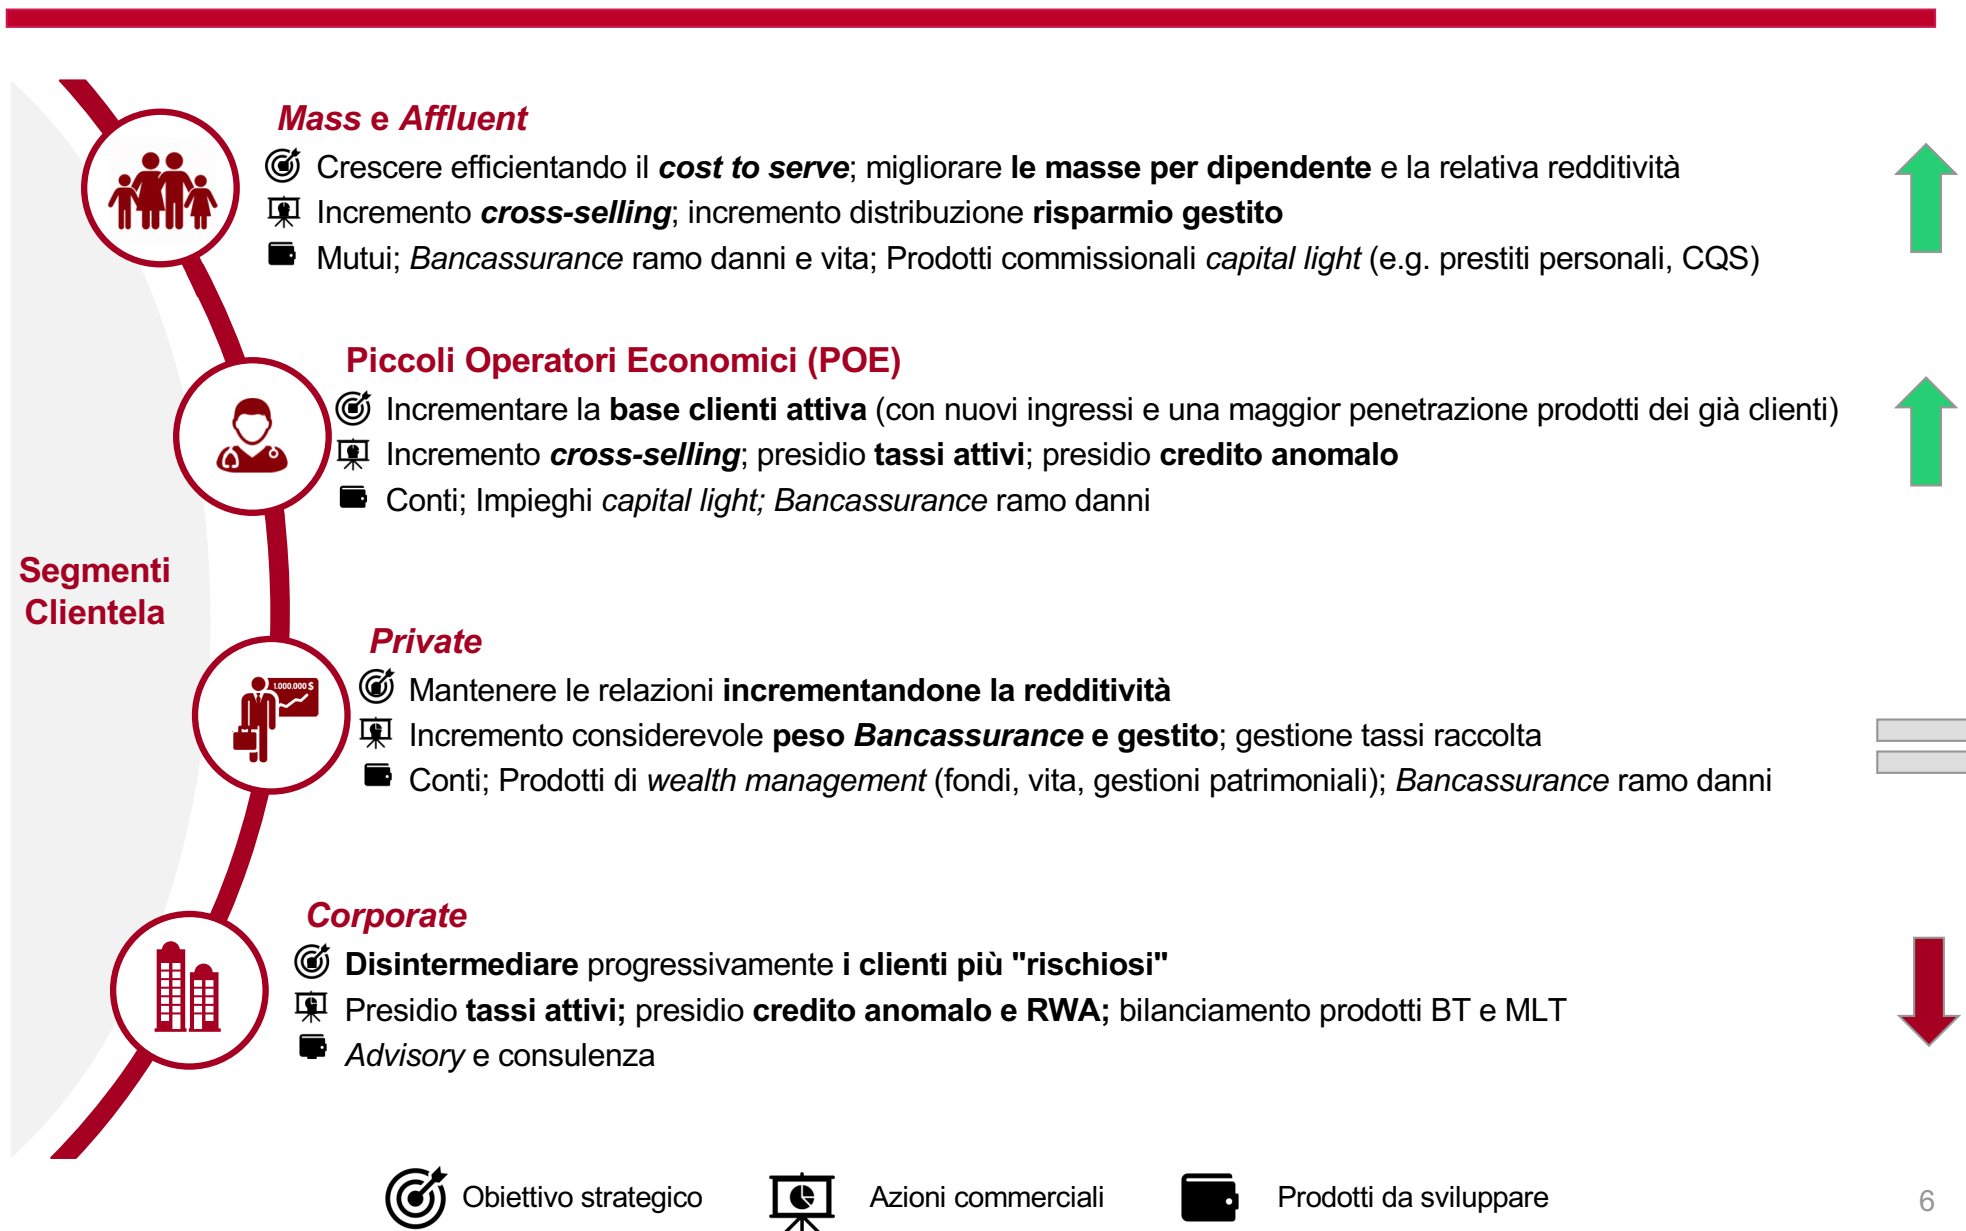 Mass e Affluent
Crescere efficientando il cost to serve; migliorare le masse per dipendente e la relativa redditività
Incremento cross-selling; incremento distribuzione risparmio gestito
Mutui; Bancassurance ramo danni e vita; Prodotti commissionali capital light (e.g. prestiti personali, CQS)
Piccoli Operatori Economici (POE)
Incrementare la base clienti attiva (con nuovi ingressi e una maggior penetrazione prodotti dei già clienti)
Incremento cross-selling; presidio tassi attivi; presidio credito anomalo
Conti; Impieghi capital light; Bancassurance ramo danni
Segmenti
Clientela
Private
1.000.000 $
Mantenere le relazioni incrementandone la redditività
Incremento considerevole peso Bancassurance e gestito; gestione tassi raccolta
Conti; Prodotti di wealth management (fondi, vita, gestioni patrimoniali); Bancassurance ramo danni
Corporate
Disintermediare progressivamente i clienti più "rischiosi"
Presidio tassi attivi; presidio credito anomalo e RWA; bilanciamento prodotti BT e MLT
Advisory e consulenza
Obiettivo strategico
Azioni commerciali
Prodotti da sviluppare
6